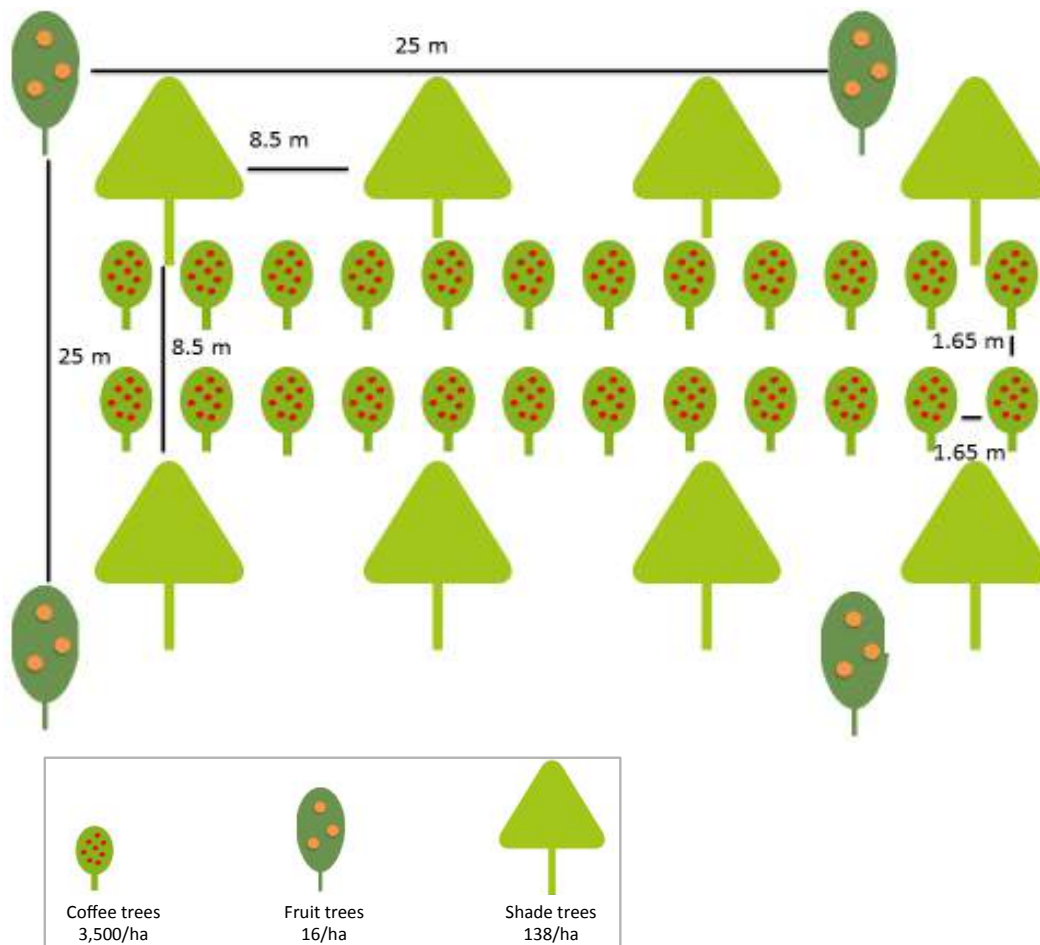 25 m
8.5 m
25 m
8.5 m
1.65 m
1.65 m
Coffee trees
3,500/ha
Fruit trees
16/ha
Shade trees
138/ha